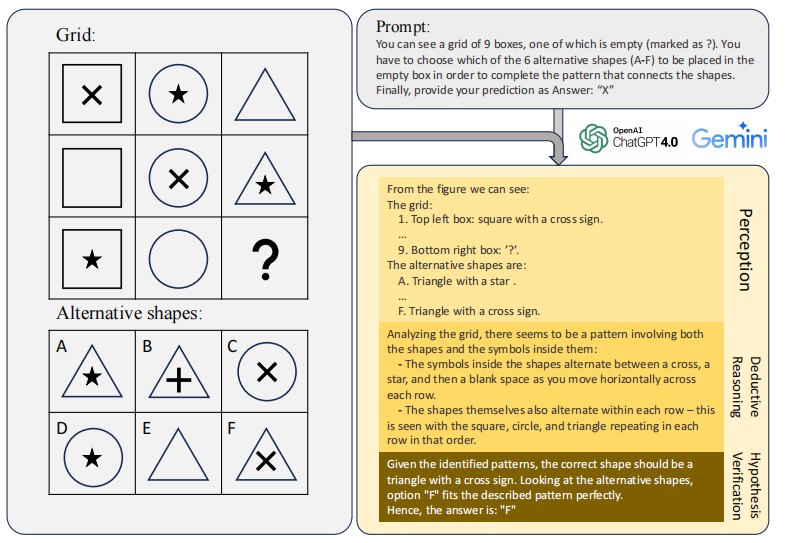 Grid:
?
Alternative shapes:
A
B
C
D
E
F
Prompt:
You can see a grid of 9 boxes, one of which is empty (marked as ?). You
have to choose which of the 6 alternative shapes (A-F) to be placed in the
empty box in order to complete the pattern that connects the shapes.
Finally, provide your prediction as Answer: “X”
OpenAI
ChatGPT 4.0
Gemini
From the figure we can see:
The grid:
1. Top left box: square with a cross sign.
...
9. Bottom right box: ’?’.
The alternative shapes are:
A. Triangle with a star .
...
F. Triangle with a cross sign.
Perception
Analyzing the grid, there seems to be a pattern involving both
the shapes and the symbols inside them:
- The symbols inside the shapes alternate between a cross, a
star, and then a blank space as you move horizontally across
each row.
- The shapes themselves also alternate within each row – this
is seen with the square, circle, and triangle repeating in each
row in that order.
Deductive
Reasoning
Given the identified patterns, the correct shape should be a
triangle with a cross sign. Looking at the alternative shapes,
option "F" fits the described pattern perfectly.
Hence, the answer is: "F"
Hypothesis
Verification